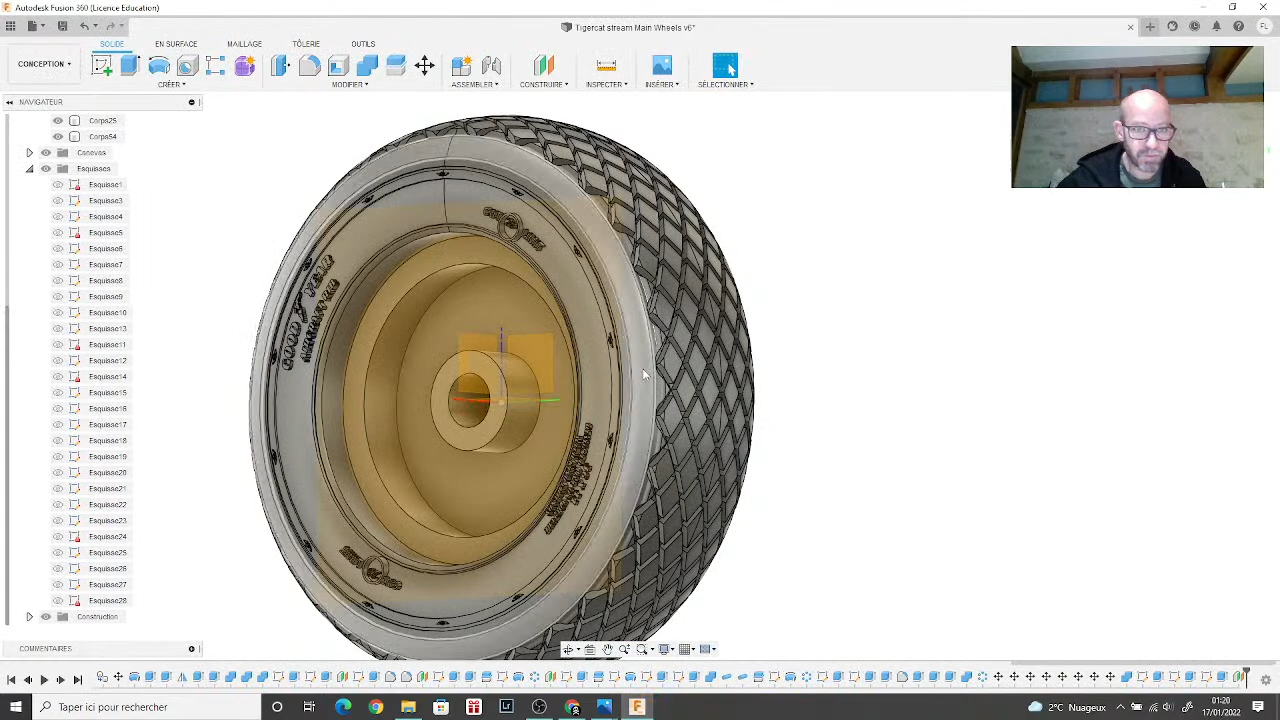 Autodesk Fusion 360 (Licence Education)
Tigercat stream Main Wheels v6*
FL
SOLIDE EN SURFACE MAILLAGE TÔLERIE OUTILS
CONCEPTION
CRÉER MODIFIER ASSEMBLER CONSTRUIRE INSPECTER INSÉRER SÉLECTIONNER
NAVIGATEUR
Corps25
Corps54
Canevas
Esquisses
Esquisse1
Esquisse3
Esquisse4
Esquisse5
Esquisse6
Esquisse7
Esquisse8
Esquisse9
Esquisse10
Esquisse13
Esquisse11
Esquisse12
Esquisse14
Esquisse15
Esquisse16
Esquisse17
Esquisse18
Esquisse19
Esquisse20
Esquisse21
Esquisse22
Esquisse23
Esquisse24
Esquisse25
Esquisse26
Esquisse27
Esquisse28
Construction
GOOD YEAR
COMMENTAIRES
Taper ici pour rechercher
2°C Nuageux
01:20
17/01/2022